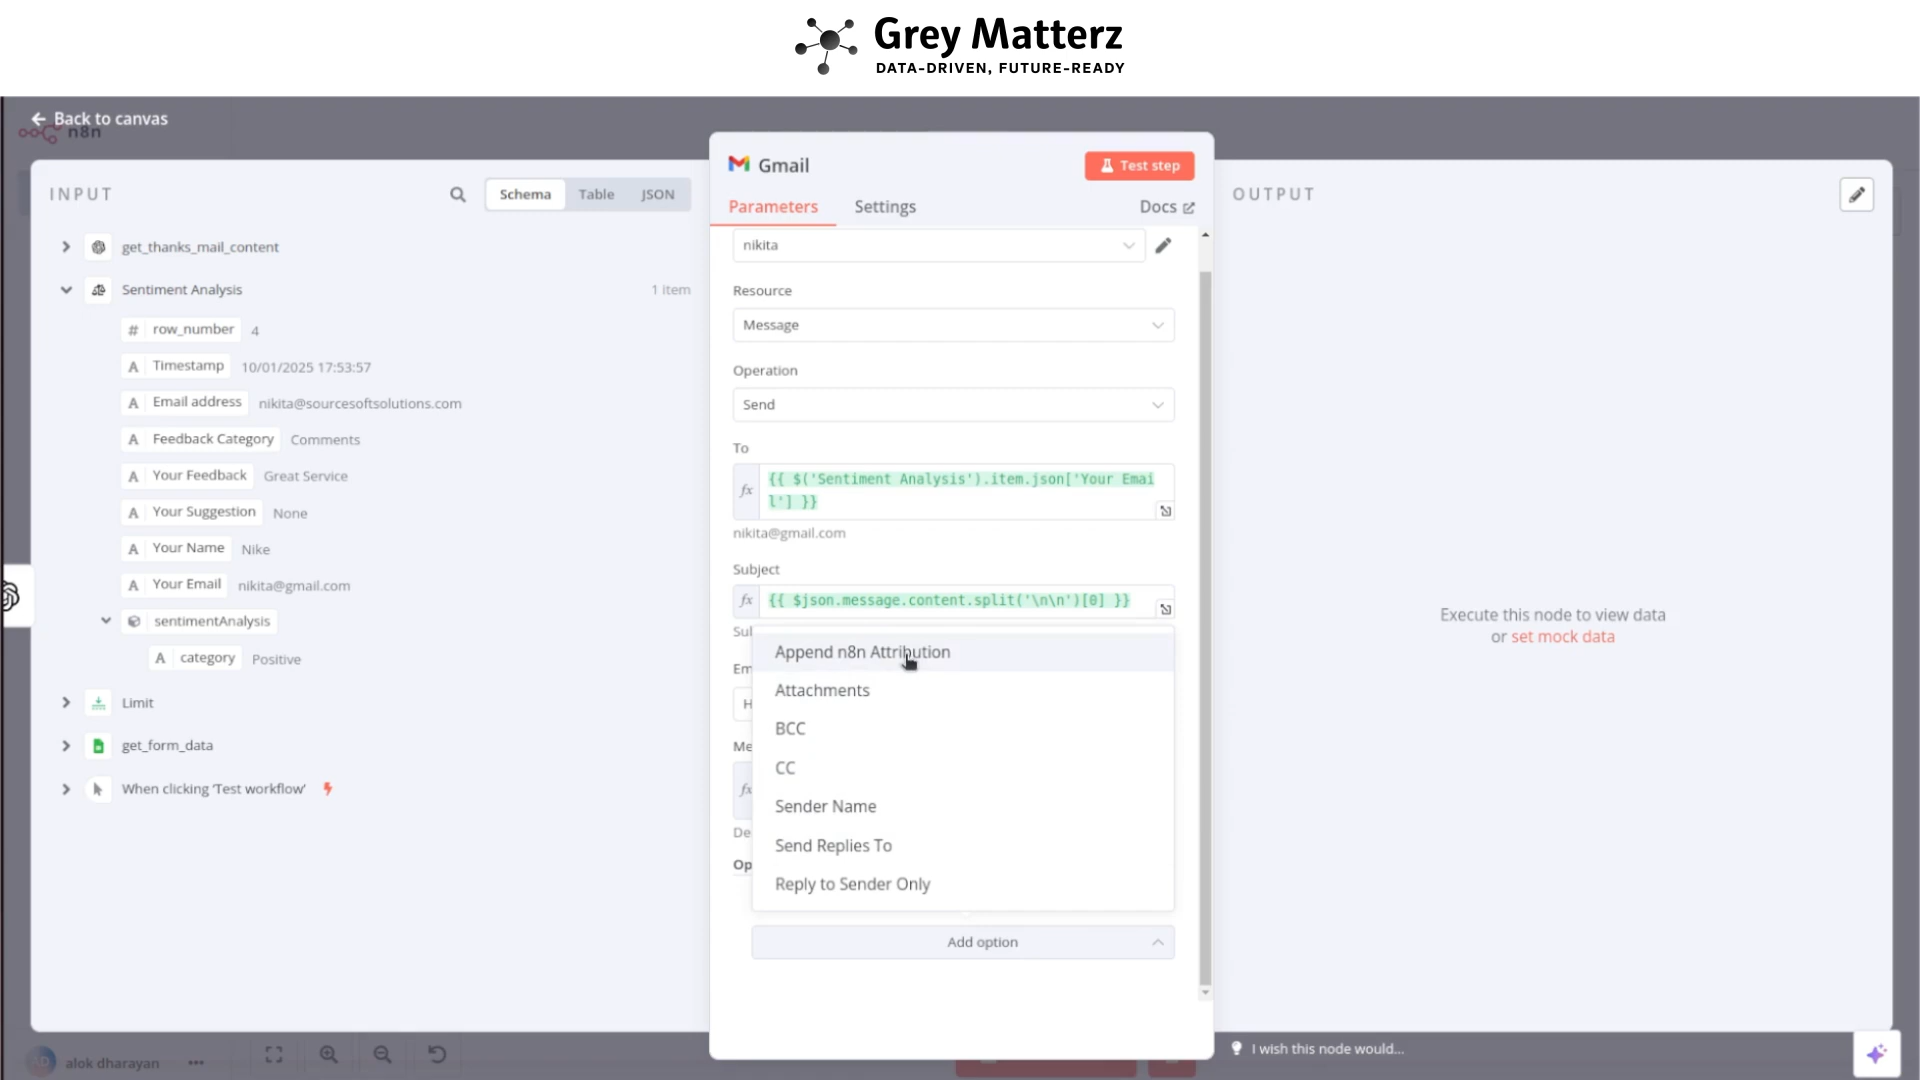 Grey Matterz
DATA-DRIVEN, FUTURE-READY
Back to canvas
n8n
INPUT
Schema
Table
JSON
get_thanks_mail_content
Sentiment Analysis
1 item
# row_number 4
A Timestamp 10/01/2025 17:53:57
A Email address nikita@sourcesoftsolutions.com
A Feedback Category Comments
A Your Feedback Great Service
A Your Suggestion None
A Your Name Nike
A Your Email nikita@gmail.com
sentimentAnalysis
A category Positive
Limit
get_form_data
When clicking ‘Test workflow’
alok dharayan
Gmail
Test step
Parameters
Settings
Docs
nikita
Resource
Message
Operation
Send
To
fx {{ $('Sentiment Analysis').item.json['Your Emai
l'] }}
nikita@gmail.com
Subject
fx {{ $json.message.content.split('\n\n')[0] }}
Append n8n Attribution
Attachments
BCC
CC
Sender Name
Send Replies To
Reply to Sender Only
fx
Add option
OUTPUT
Execute this node to view data
or set mock data
I wish this node would...